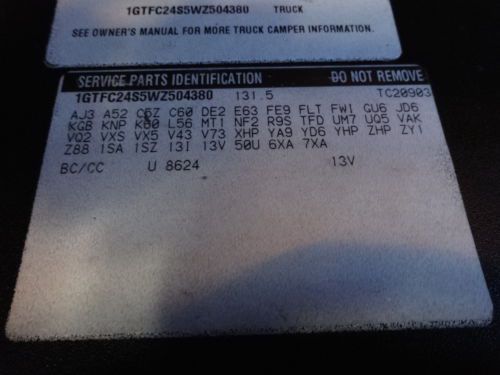 1GTFC24S5WZ504380 TRUCK
SEE OWNER'S MANUAL FOR MORE TRUCK CAMPER INFORMATION.
SERVICE PARTS IDENTIFICATION DO NOT REMOVE
1GTFC24S5WZ504380 131.5 TC20903
AJ3 A52 C6Z C60 DE2 E63 FE9 FLT FW1 GU6 JD6
KGB KNP K60 L56 MT1 NF2 R9S TFD UM7 UQ5 VAK
VQ2 VXS VX5 V43 V73 XHP YA9 YD6 YHP ZHP ZY1
Z88 1SA 1SZ 13I 13V 50U 6XA 7XA
BC/CC U 8624 13V